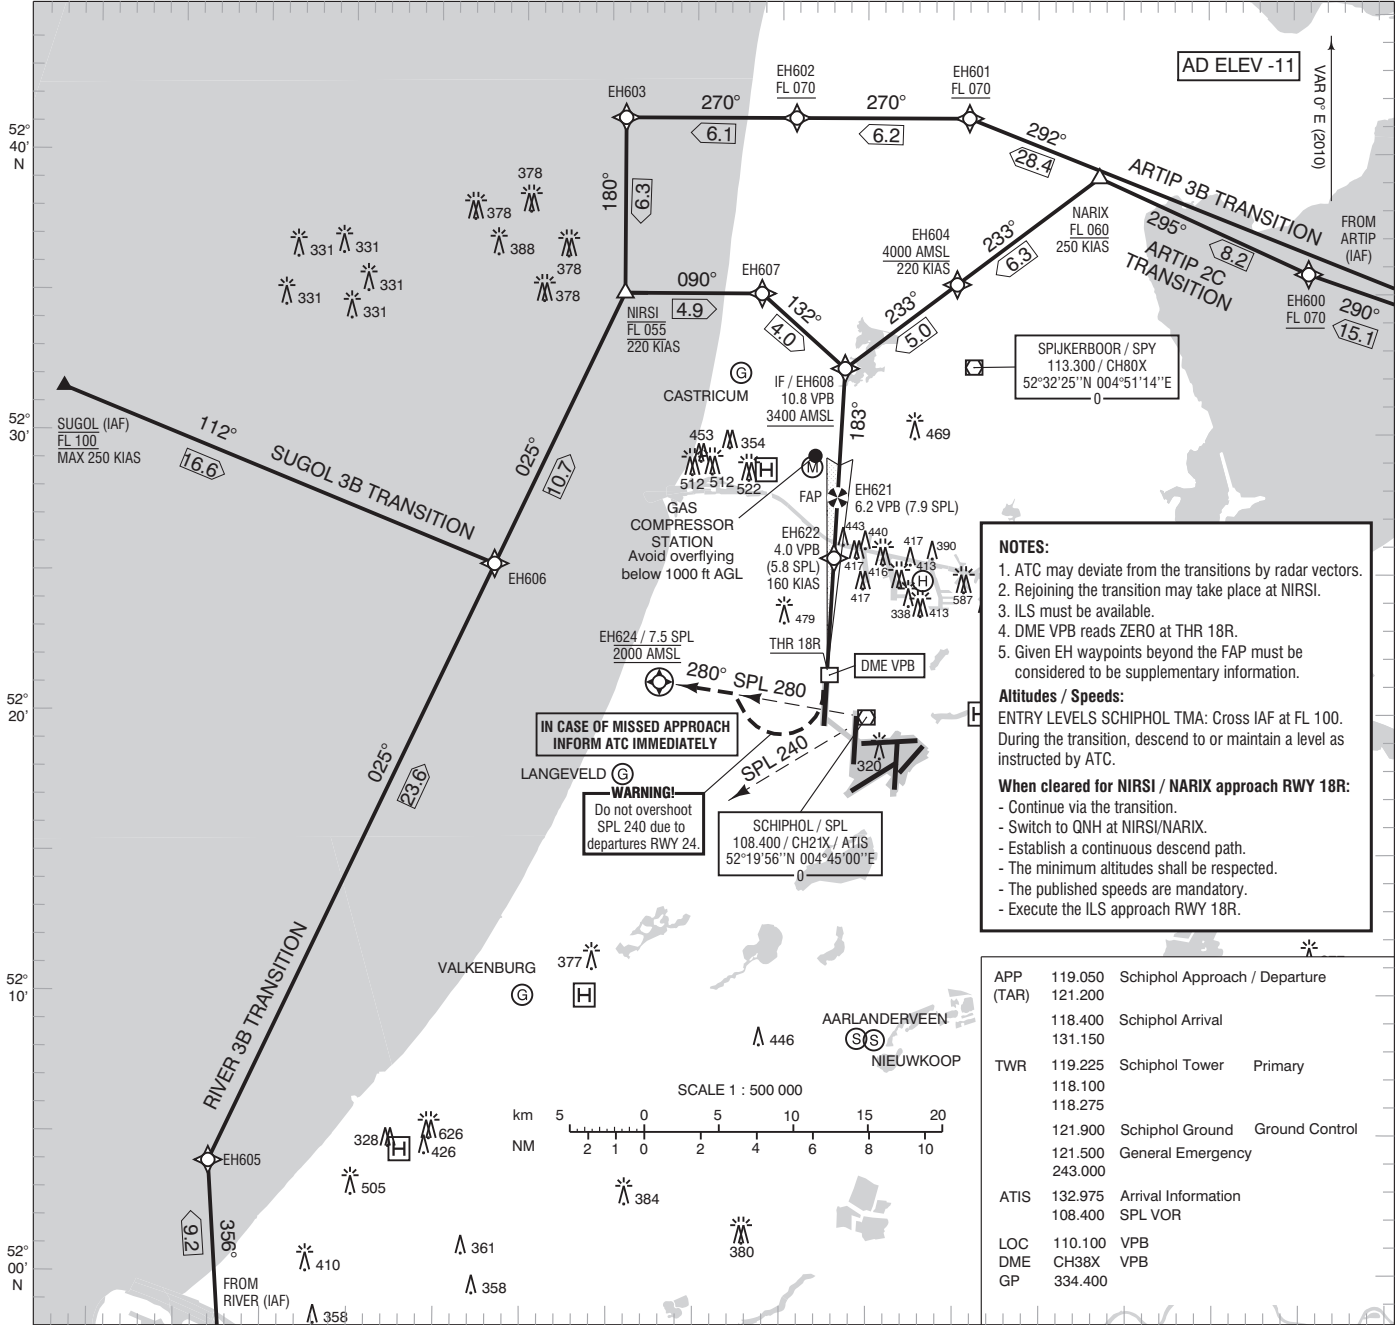 AD ELEV -11
VAR 0° E (2010)
EH603
EH602
FL 070
EH601
FL 070
270°
6.1
270°
6.2
292°
28.4
ARTIP 3B TRANSITION
52°
40'
N
180°
6.3
NARIX
FL 060
250 KIAS
295°
8.2
ARTIP 2C
TRANSITION
FROM
ARTIP
(IAF)
EH600
FL 070
290°
15.1
EH604
4000 AMSL
220 KIAS
233°
6.3
233°
5.0
378
378
388
378
378
331
331
331
331
331
090°
4.9
EH607
132°
4.0
NIRSI
FL 055
220 KIAS
SPIJKERBOOR / SPY
113.300 / CH80X
52°32'25''N 004°51'14''E
0
G
CASTRICUM
IF / EH608
10.8 VPB
3400 AMSL
183°
469
52°
30'
SUGOL (IAF)
FL 100
MAX 250 KIAS
112°
16.6
SUGOL 3B TRANSITION
025°
10.7
EH606
453
354
512
512
522
H
M
GAS
COMPRESSOR
STATION
Avoid overflying
below 1000 ft AGL
FAP
EH621
6.2 VPB (7.9 SPL)
EH622
4.0 VPB
(5.8 SPL)
160 KIAS
443
440
417
390
417
416
413
417
H
338
413
587
479
THR 18R
DME VPB
EH624 / 7.5 SPL
2000 AMSL
280°
SPL 280
SPL 240
IN CASE OF MISSED APPROACH
INFORM ATC IMMEDIATELY
LANGEVELD
G
WARNING!
Do not overshoot
SPL 240 due to
departures RWY 24.
320
SCHIPHOL / SPL
108.400 / CH21X / ATIS
52°19'56''N 004°45'00''E
0
H
52°
20'
025°
23.6
RIVER 3B TRANSITION
NOTES:
1. ATC may deviate from the transitions by radar vectors.
2. Rejoining the transition may take place at NIRSI.
3. ILS must be available.
4. DME VPB reads ZERO at THR 18R.
5. Given EH waypoints beyond the FAP must be
considered to be supplementary information.
Altitudes / Speeds:
ENTRY LEVELS SCHIPHOL TMA: Cross IAF at FL 100.
During the transition, descend to or maintain a level as
instructed by ATC.
When cleared for NIRSI / NARIX approach RWY 18R:
- Continue via the transition.
- Switch to QNH at NIRSI/NARIX.
- Establish a continuous descend path.
- The minimum altitudes shall be respected.
- The published speeds are mandatory.
- Execute the ILS approach RWY 18R.
52°
10'
VALKENBURG
G
377
H
446
AARLANDERVEEN
S
S
NIEUWKOOP
SCALE 1 : 500 000
km 5 0 5 10 15 20
NM 2 1 0 2 4 6 8 10
EH605
328
626
426
H
505
384
380
361
358
410
358
9.2
356°
FROM
RIVER (IAF)
52°
00'
N
APP 119.050 Schiphol Approach / Departure
(TAR) 121.200
118.400 Schiphol Arrival
131.150
TWR 119.225 Schiphol Tower Primary
118.100
118.275
121.900 Schiphol Ground Ground Control
121.500 General Emergency
243.000
ATIS 132.975 Arrival Information
108.400 SPL VOR
LOC 110.100 VPB
DME CH38X VPB
GP 334.400